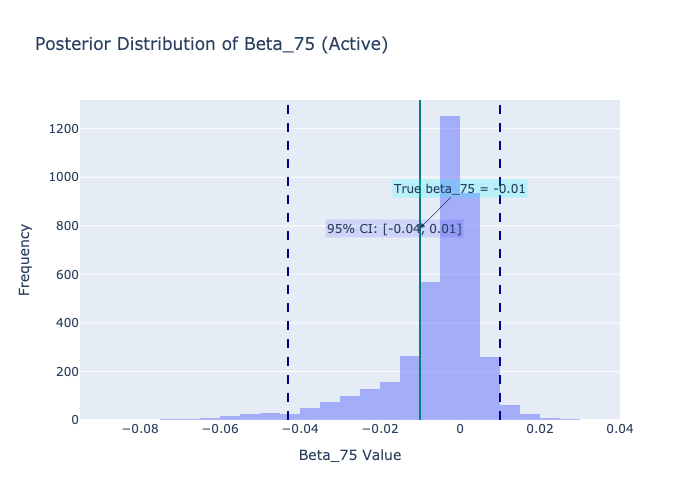 Posterior Distribution of Beta_75 (Active)
1200
1000
800
600
400
200
0
Frequency
True beta_75 = -0.01
95% CI: [-0.04, 0.01]
−0.08
−0.06
−0.04
−0.02
0
0.02
0.04
Beta_75 Value